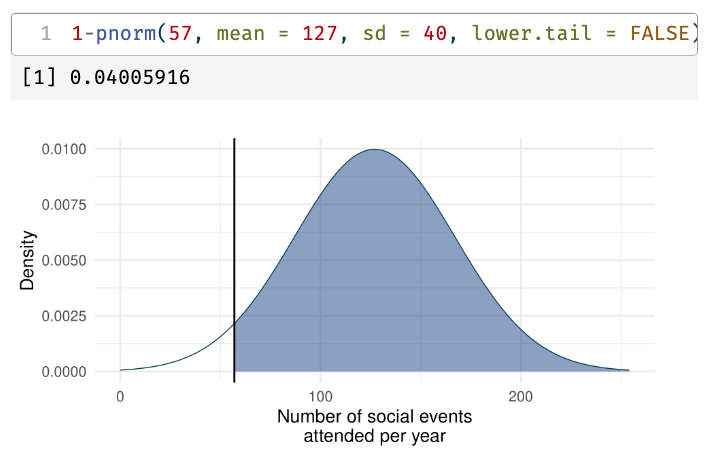 1 1-pnorm(57, mean = 127, sd = 40, lower.tail = FALSE)
[1] 0.04005916
0.0100
0.0075
0.0050
0.0025
0.0000
Density
0 100 200
Number of social events
attended per year